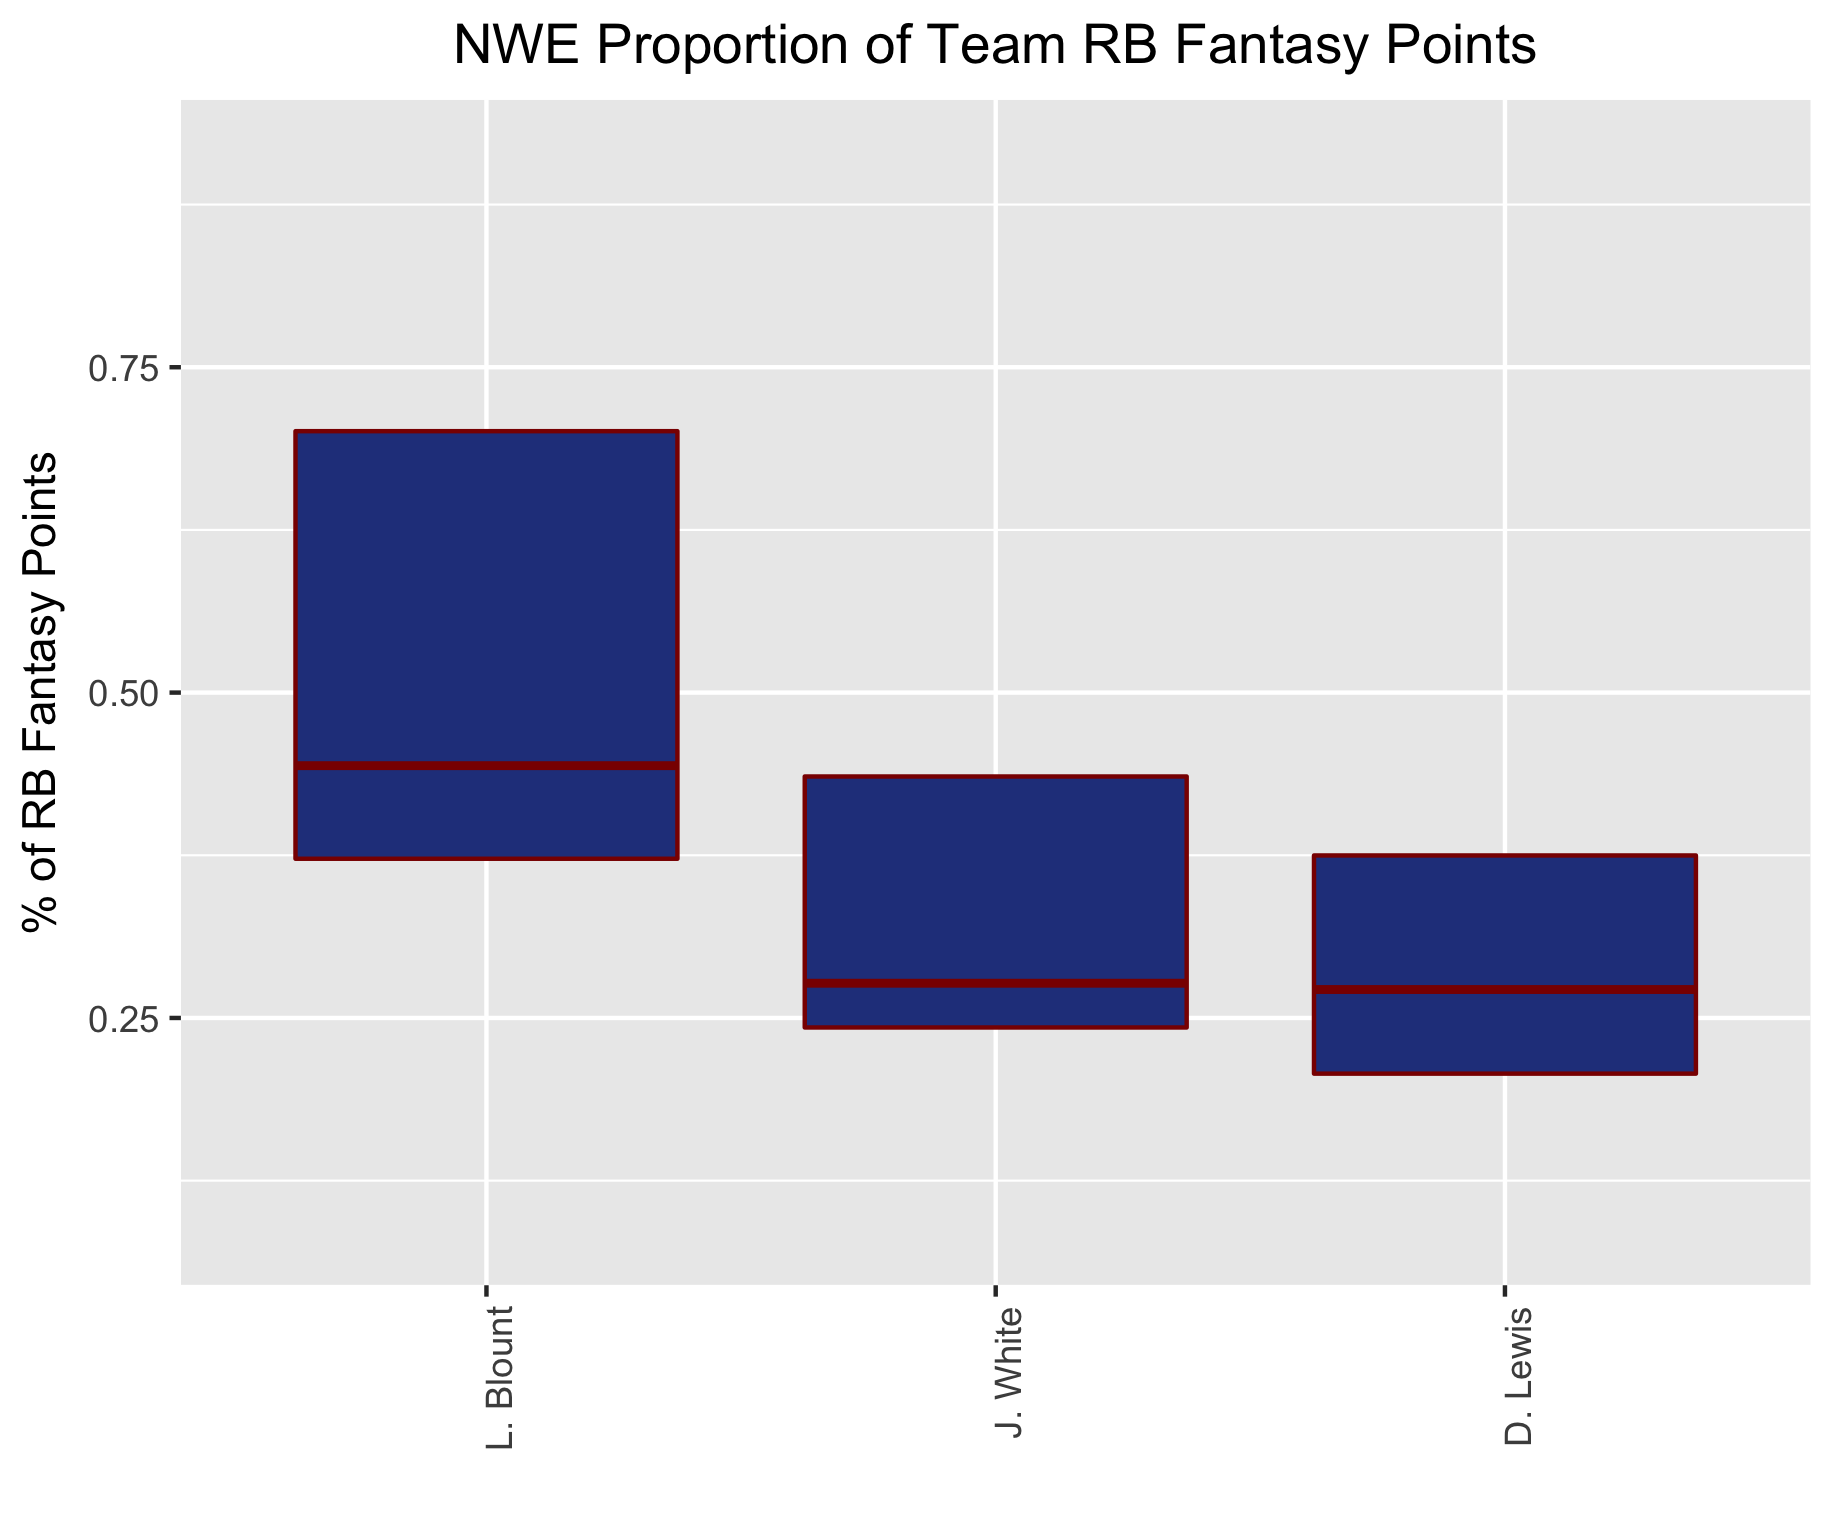 NWE Proportion of Team RB Fantasy Points
% of RB Fantasy Points
0.75
0.50
0.25
L. Blount
J. White
D. Lewis